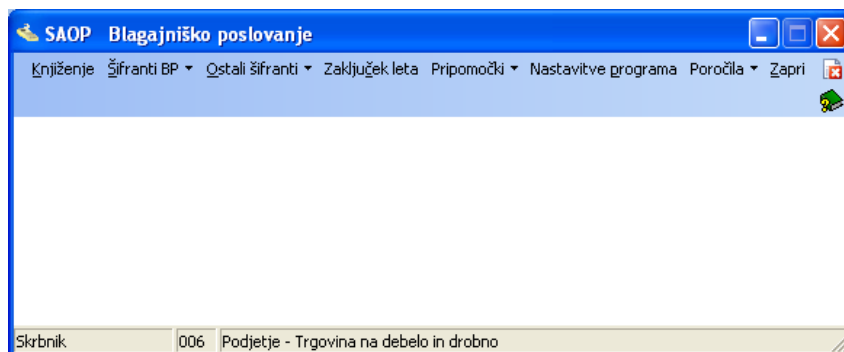 SAOP Blagajniško poslovanje
Knjiženje Šifranti BP Ostali šifranti Zaključek leta Pripomočki Nastavitve programa Poročila Zapri
Skrbnik 006 Podjetje - Trgovina na debelo in drobno